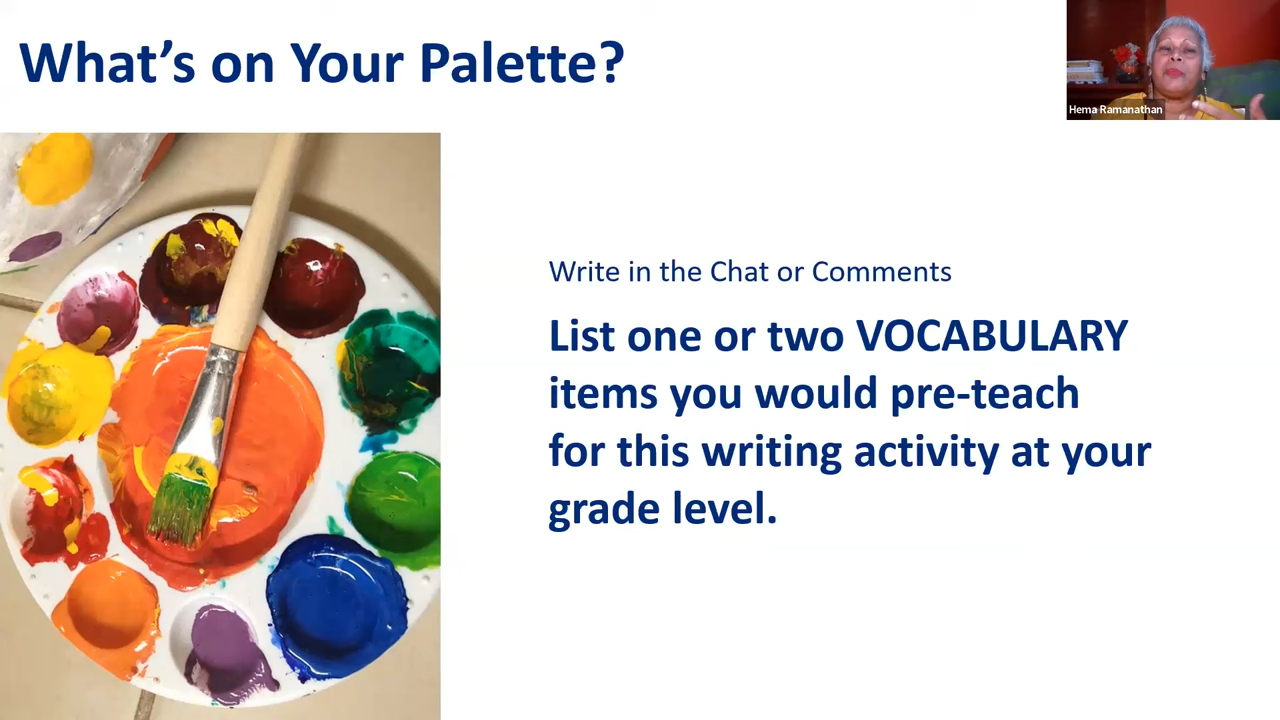 What's on Your Palette?
Hema Ramanathan
Write in the Chat or Comments
List one or two VOCABULARY
items you would pre-teach
for this writing activity at your
grade level.